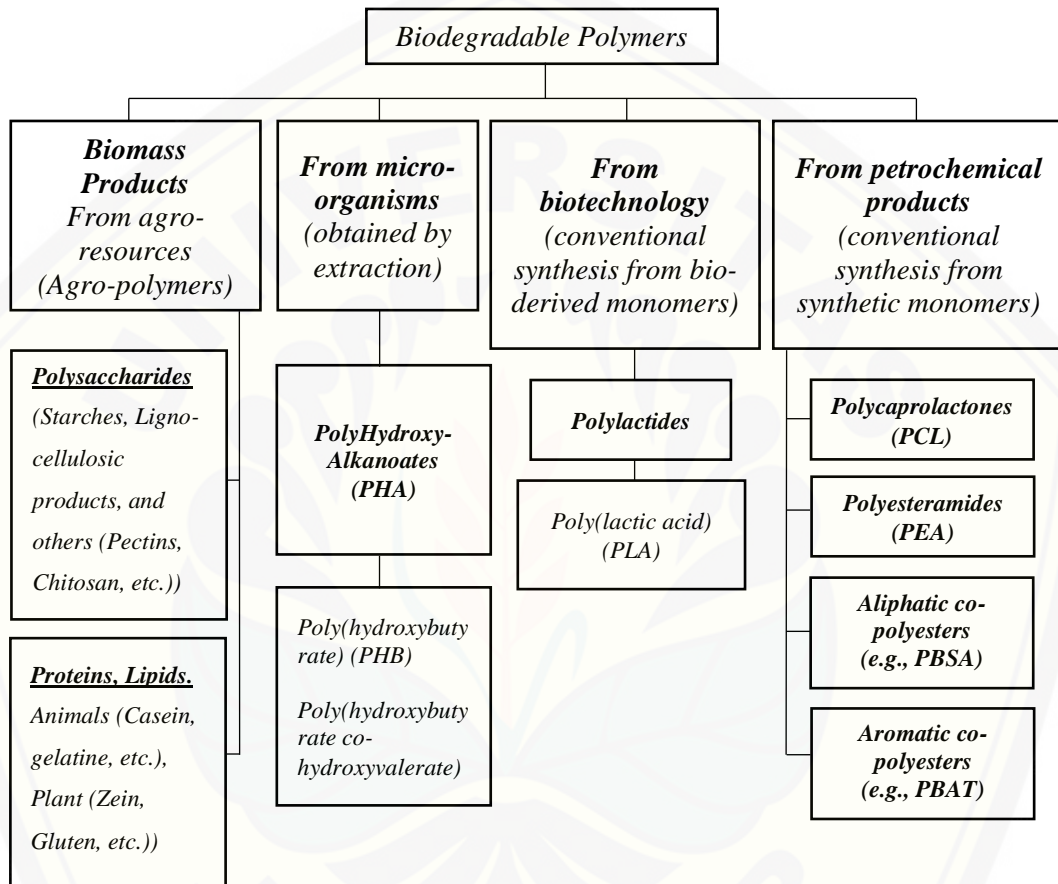 Biodegradable Polymers
Biomass
Products
From agro-
resources
(Agro-polymers)
Polysaccharides
(Starches, Ligno-
cellulosic
products, and
others (Pectins,
Chitosan, etc.))
Proteins, Lipids.
Animals (Casein,
gelatine, etc.),
Plant (Zein,
Gluten, etc.))
From micro-
organisms
(obtained by
extraction)
PolyHydroxy-
Alkanoates
(PHA)
Poly(hydroxybuty
rate) (PHB)
Poly(hydroxybuty
rate co-
hydroxyvalerate)
From
biotechnology
(conventional
synthesis from bio-
derived monomers)
Polylactides
Poly(lactic acid)
(PLA)
From petrochemical
products
(conventional
synthesis from
synthetic monomers)
Polycaprolactones
(PCL)
Polyesteramides
(PEA)
Aliphatic co-
polyesters
(e.g., PBSA)
Aromatic co-
polyesters
(e.g., PBAT)
UNIVERSITAS